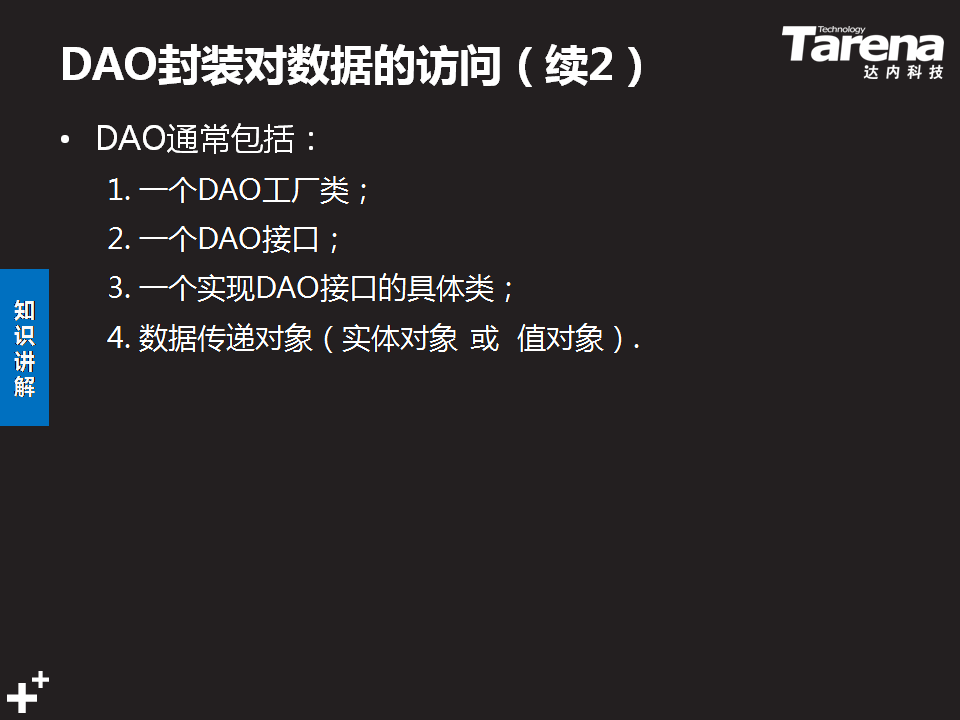 DAO封装对数据的访问（续2）
Technology
Tarena
达内科技
• DAO通常包括：
1. 一个DAO工厂类；
2. 一个DAO接口；
3. 一个实现DAO接口的具体类；
4. 数据传递对象（实体对象 或 值对象）.
知识讲解